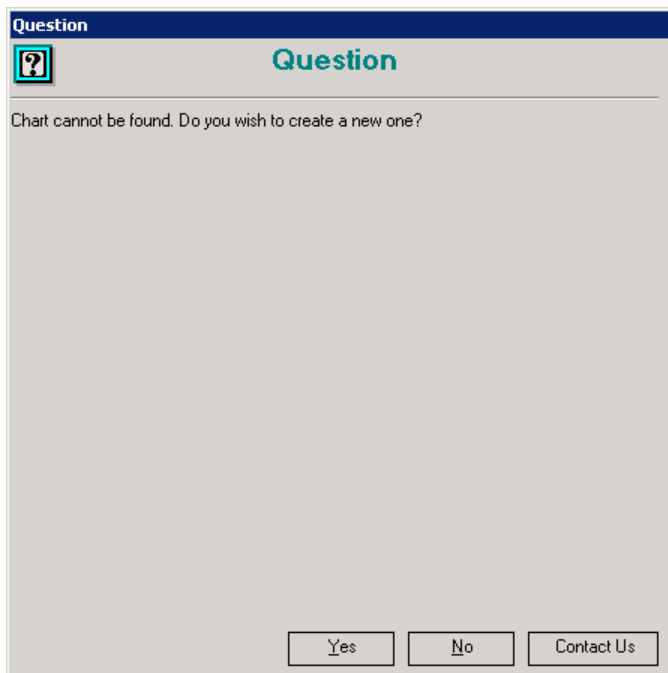 Question
Question
Chart cannot be found. Do you wish to create a new one?
Yes No Contact Us